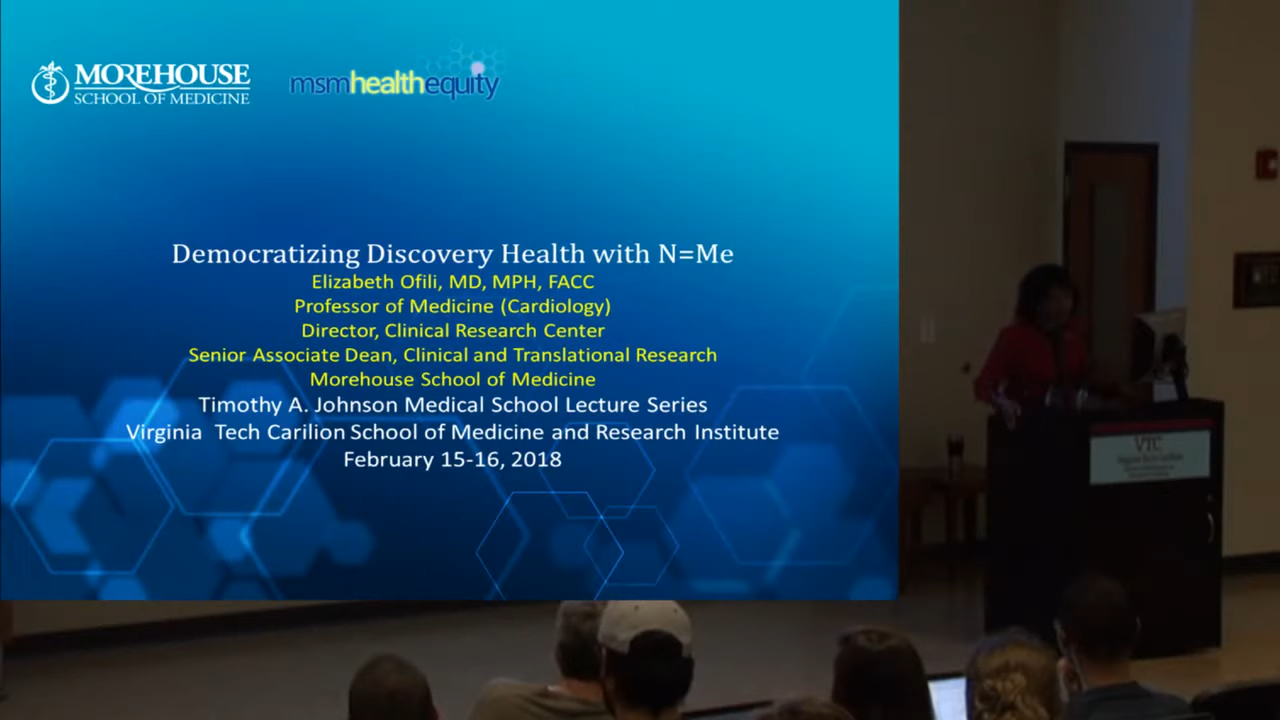 MOREHOUSE
SCHOOL OF MEDICINE
msmhealthequity
Democratizing Discovery Health with N=Me
Elizabeth Ofili, MD, MPH, FACC
Professor of Medicine (Cardiology)
Director, Clinical Research Center
Senior Associate Dean, Clinical and Translational Research
Morehouse School of Medicine
Timothy A. Johnson Medical School Lecture Series
Virginia Tech Carilion School of Medicine and Research Institute
February 15-16, 2018
VTC